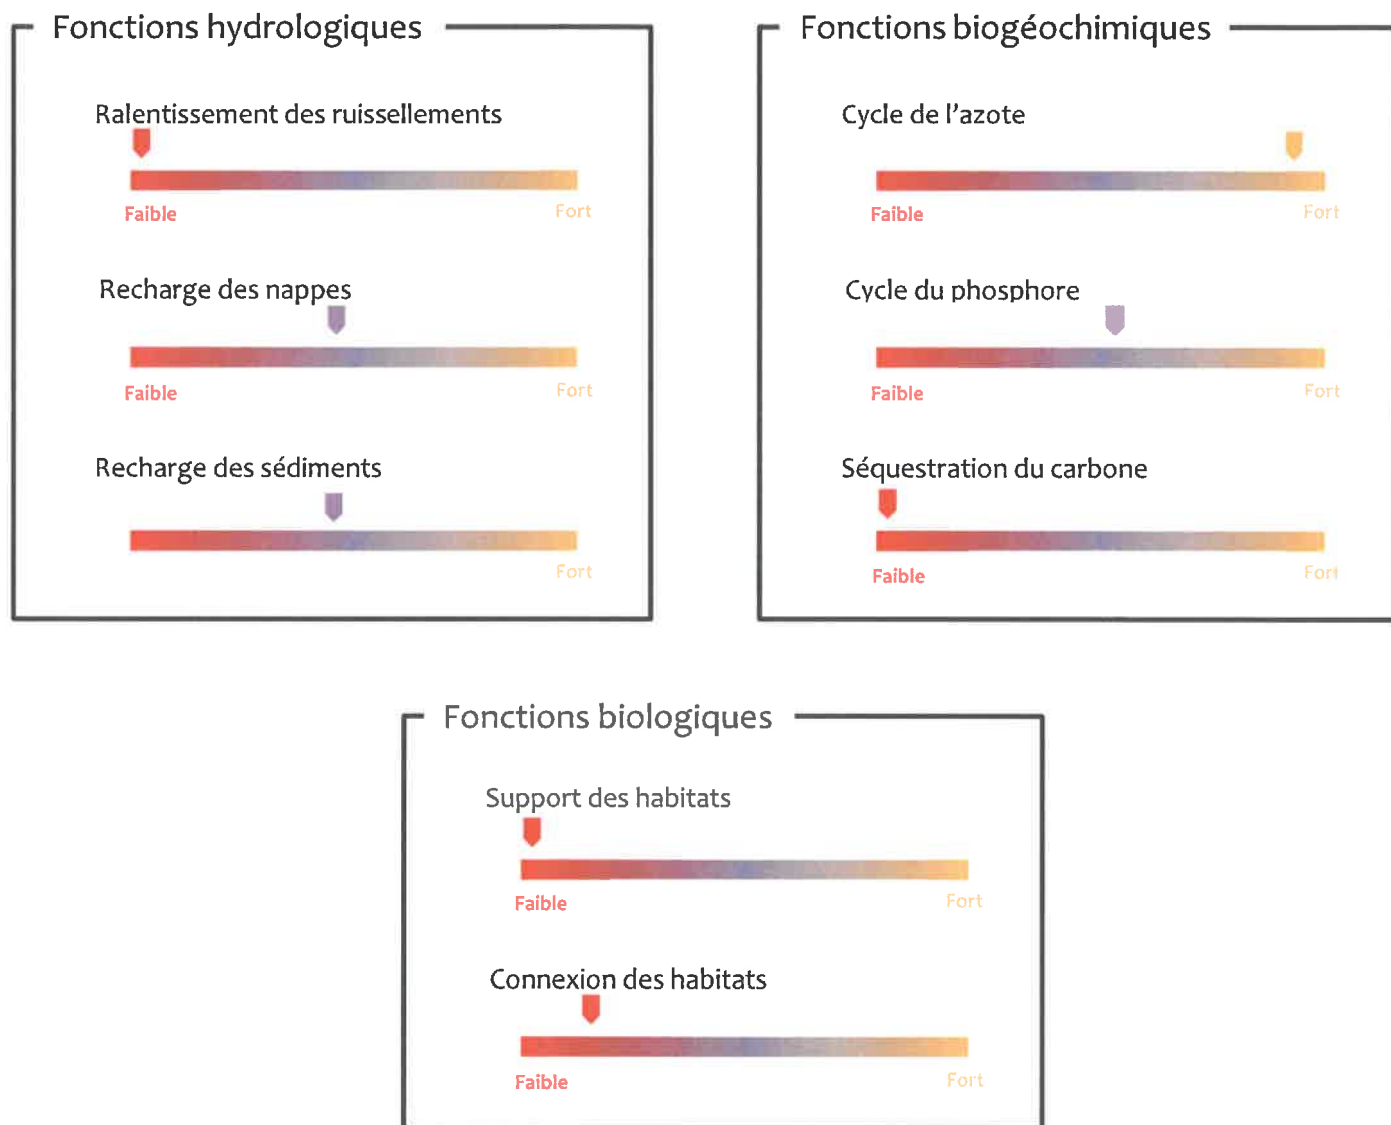 Fonctions hydrologiques
Ralentissement des ruissellements
Faible
Fort
Recharge des nappes
Faible
Fort
Recharge des sédiments
Fort
Fonctions biogéochimiques
Cycle de l'azote
Faible
Fort
Cycle du phosphore
Faible
Fort
Séquestration du carbone
Faible
Fort
Fonctions biologiques
Support des habitats
Faible
Fort
Connexion des habitats
Faible
Fort